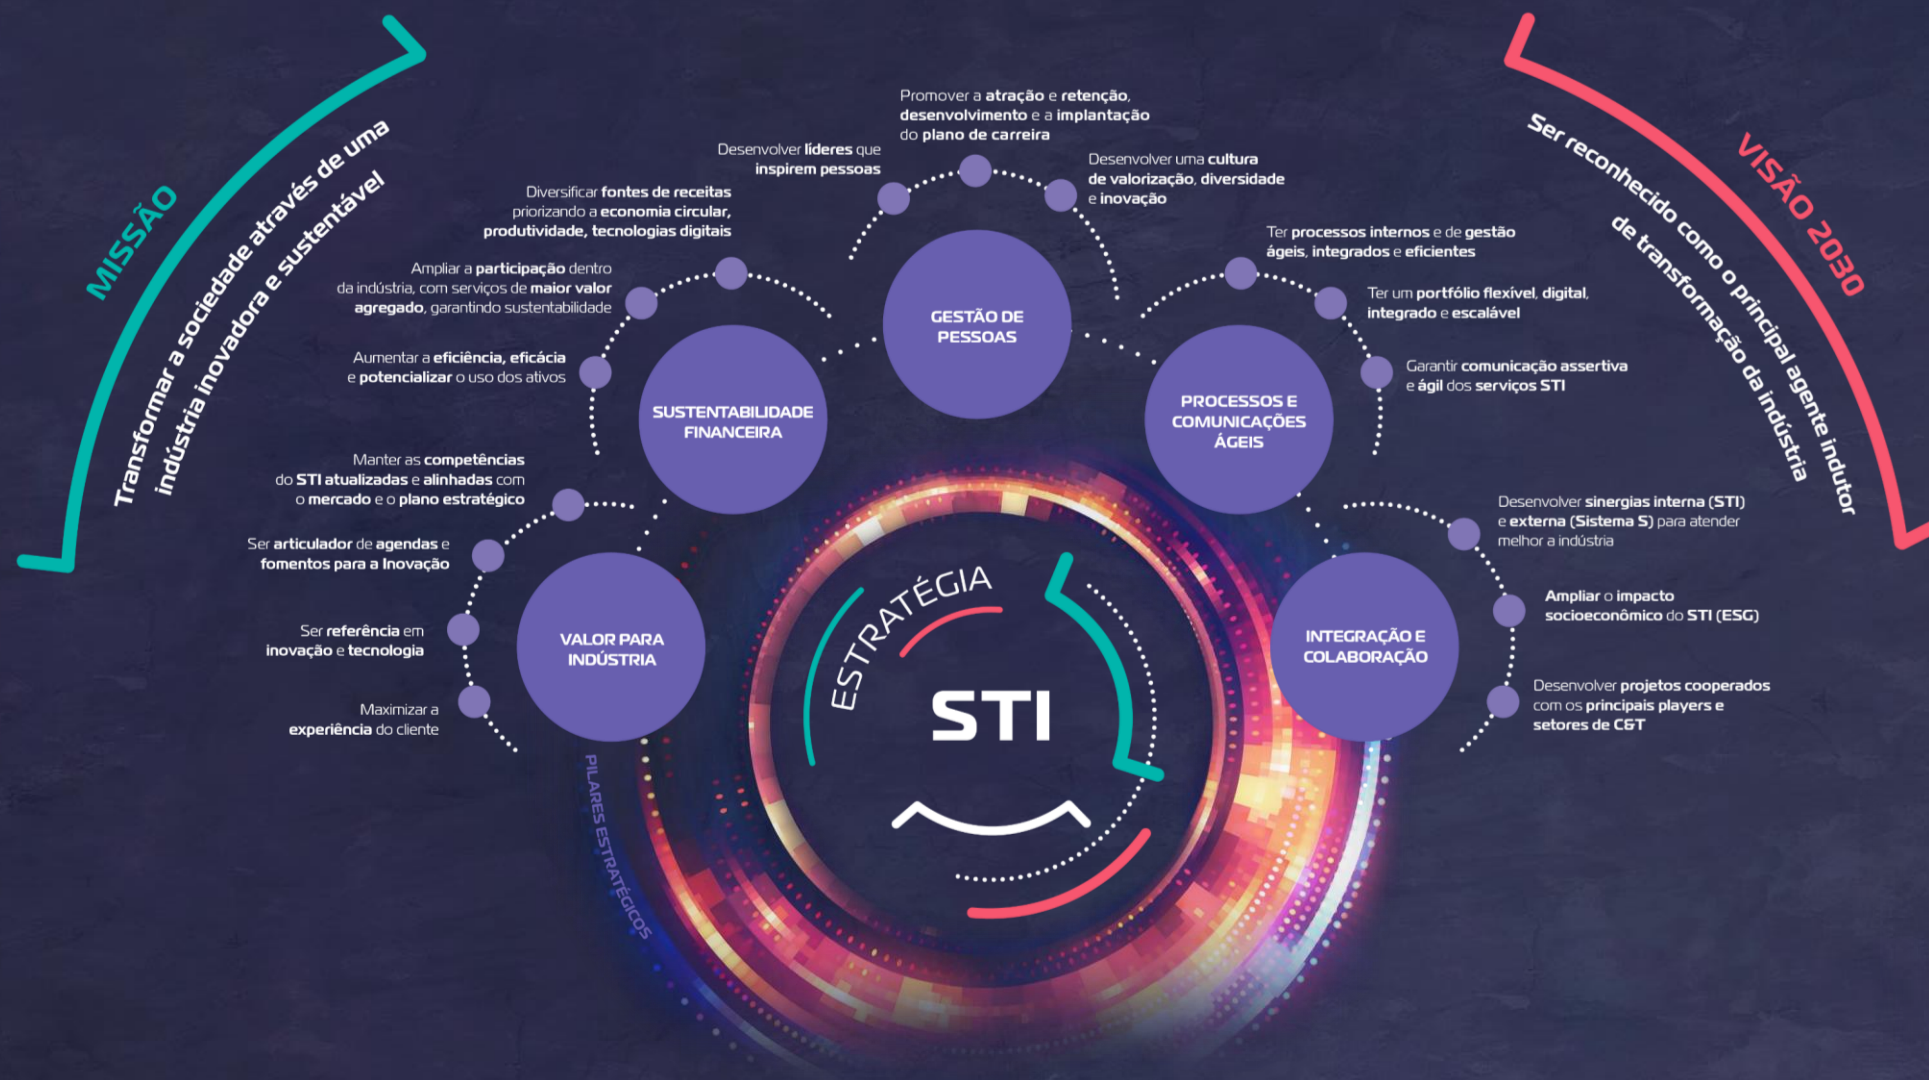 MISSÃO
Transformar a sociedade através de uma
indústria inovadora e sustentável
VISÃO 2030
Ser reconhecido como o principal agente indutor
de transformação da indústria
ESTRATÉGIA
STI
PILARES ESTRATÉGICOS
VALOR PARA
INDÚSTRIA
Maximizar a
experiência do cliente
Ser referência em
inovação e tecnologia
Ser articulador de agendas e
fomentos para a Inovação
Manter as competências
do STI atualizadas e alinhadas com
o mercado e o plano estratégico
SUSTENTABILIDADE
FINANCEIRA
Aumentar a eficiência, eficácia
e potencializar o uso dos ativos
Ampliar a participação dentro
da indústria, com serviços de maior valor
agregado, garantindo sustentabilidade
Diversificar fontes de receitas
priorizando a economia circular,
produtividade, tecnologias digitais
GESTÃO DE
PESSOAS
Desenvolver líderes que
inspirem pessoas
Promover a atração e retenção,
desenvolvimento e a implantação
do plano de carreira
Desenvolver uma cultura
de valorização, diversidade
e inovação
PROCESSOS E
COMUNICAÇÕES
ÁGEIS
Ter processos internos e de gestão
ágeis, integrados e eficientes
Ter um portfólio flexível, digital,
integrado e escalável
Garantir comunicação assertiva
e ágil dos serviços STI
INTEGRAÇÃO E
COLABORAÇÃO
Desenvolver sinergias interna (STI)
e externa (Sistema S) para atender
melhor a indústria
Ampliar o impacto
socioeconômico do STI (ESG)
Desenvolver projetos cooperados
com os principais players e
setores de C&T